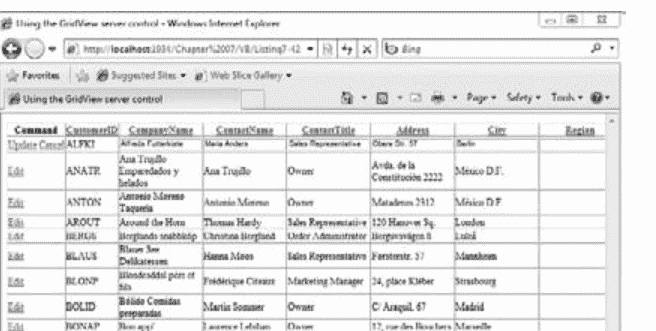 Using the GridView server control - Windows Internet Explorer
http://localhost:1931/Chapter%2007/VB/Listing7-12
Bing
Favorites Suggested Sites Web Slice Gallery
Using the GridView server control Page Safety Tools
Command CustomerID CompanyName ContactName ContactTitle Address City Region
Update Cancel ALFKI Alfreds Futterkiste Maria Anders Sales Representative Obere Str. 57 Berlin
Edit ANATR Ana Trujillo Emparedados y helados Ana Trujillo Owner Avda. de la Constitución 2222 México D.F.
Edit ANTON Antonio Moreno Taquería Antonio Moreno Owner Mataderos 2312 México D.F.
Edit AROUT Around the Horn Thomas Hardy Sales Representative 120 Hanover Sq. London
Edit BERGS Berglunds snabbköp Christina Berglund Order Administrator Berguvsvägen 8 Luleå
Edit BLAUS Blauer See Delikatessen Hanna Moos Sales Representative Forsterstr. 57 Mannheim
Edit BLONP Blondesddsl père et fils Frédérique Citeaux Marketing Manager 24, place Kléber Strasbourg
Edit BOLID Bólido Comidas preparadas Martín Sommer Owner C/ Araquil, 67 Madrid
Edit BONAP Bon app' Laurence Lebihan Owner 12, rue des Bouchers Marseille